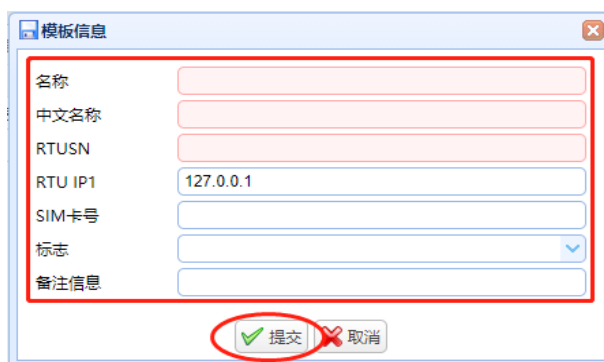 模板信息
名称
中文名称
RTUSN
RTU IP1 127.0.0.1
SIM卡号
标志
备注信息
提交 取消